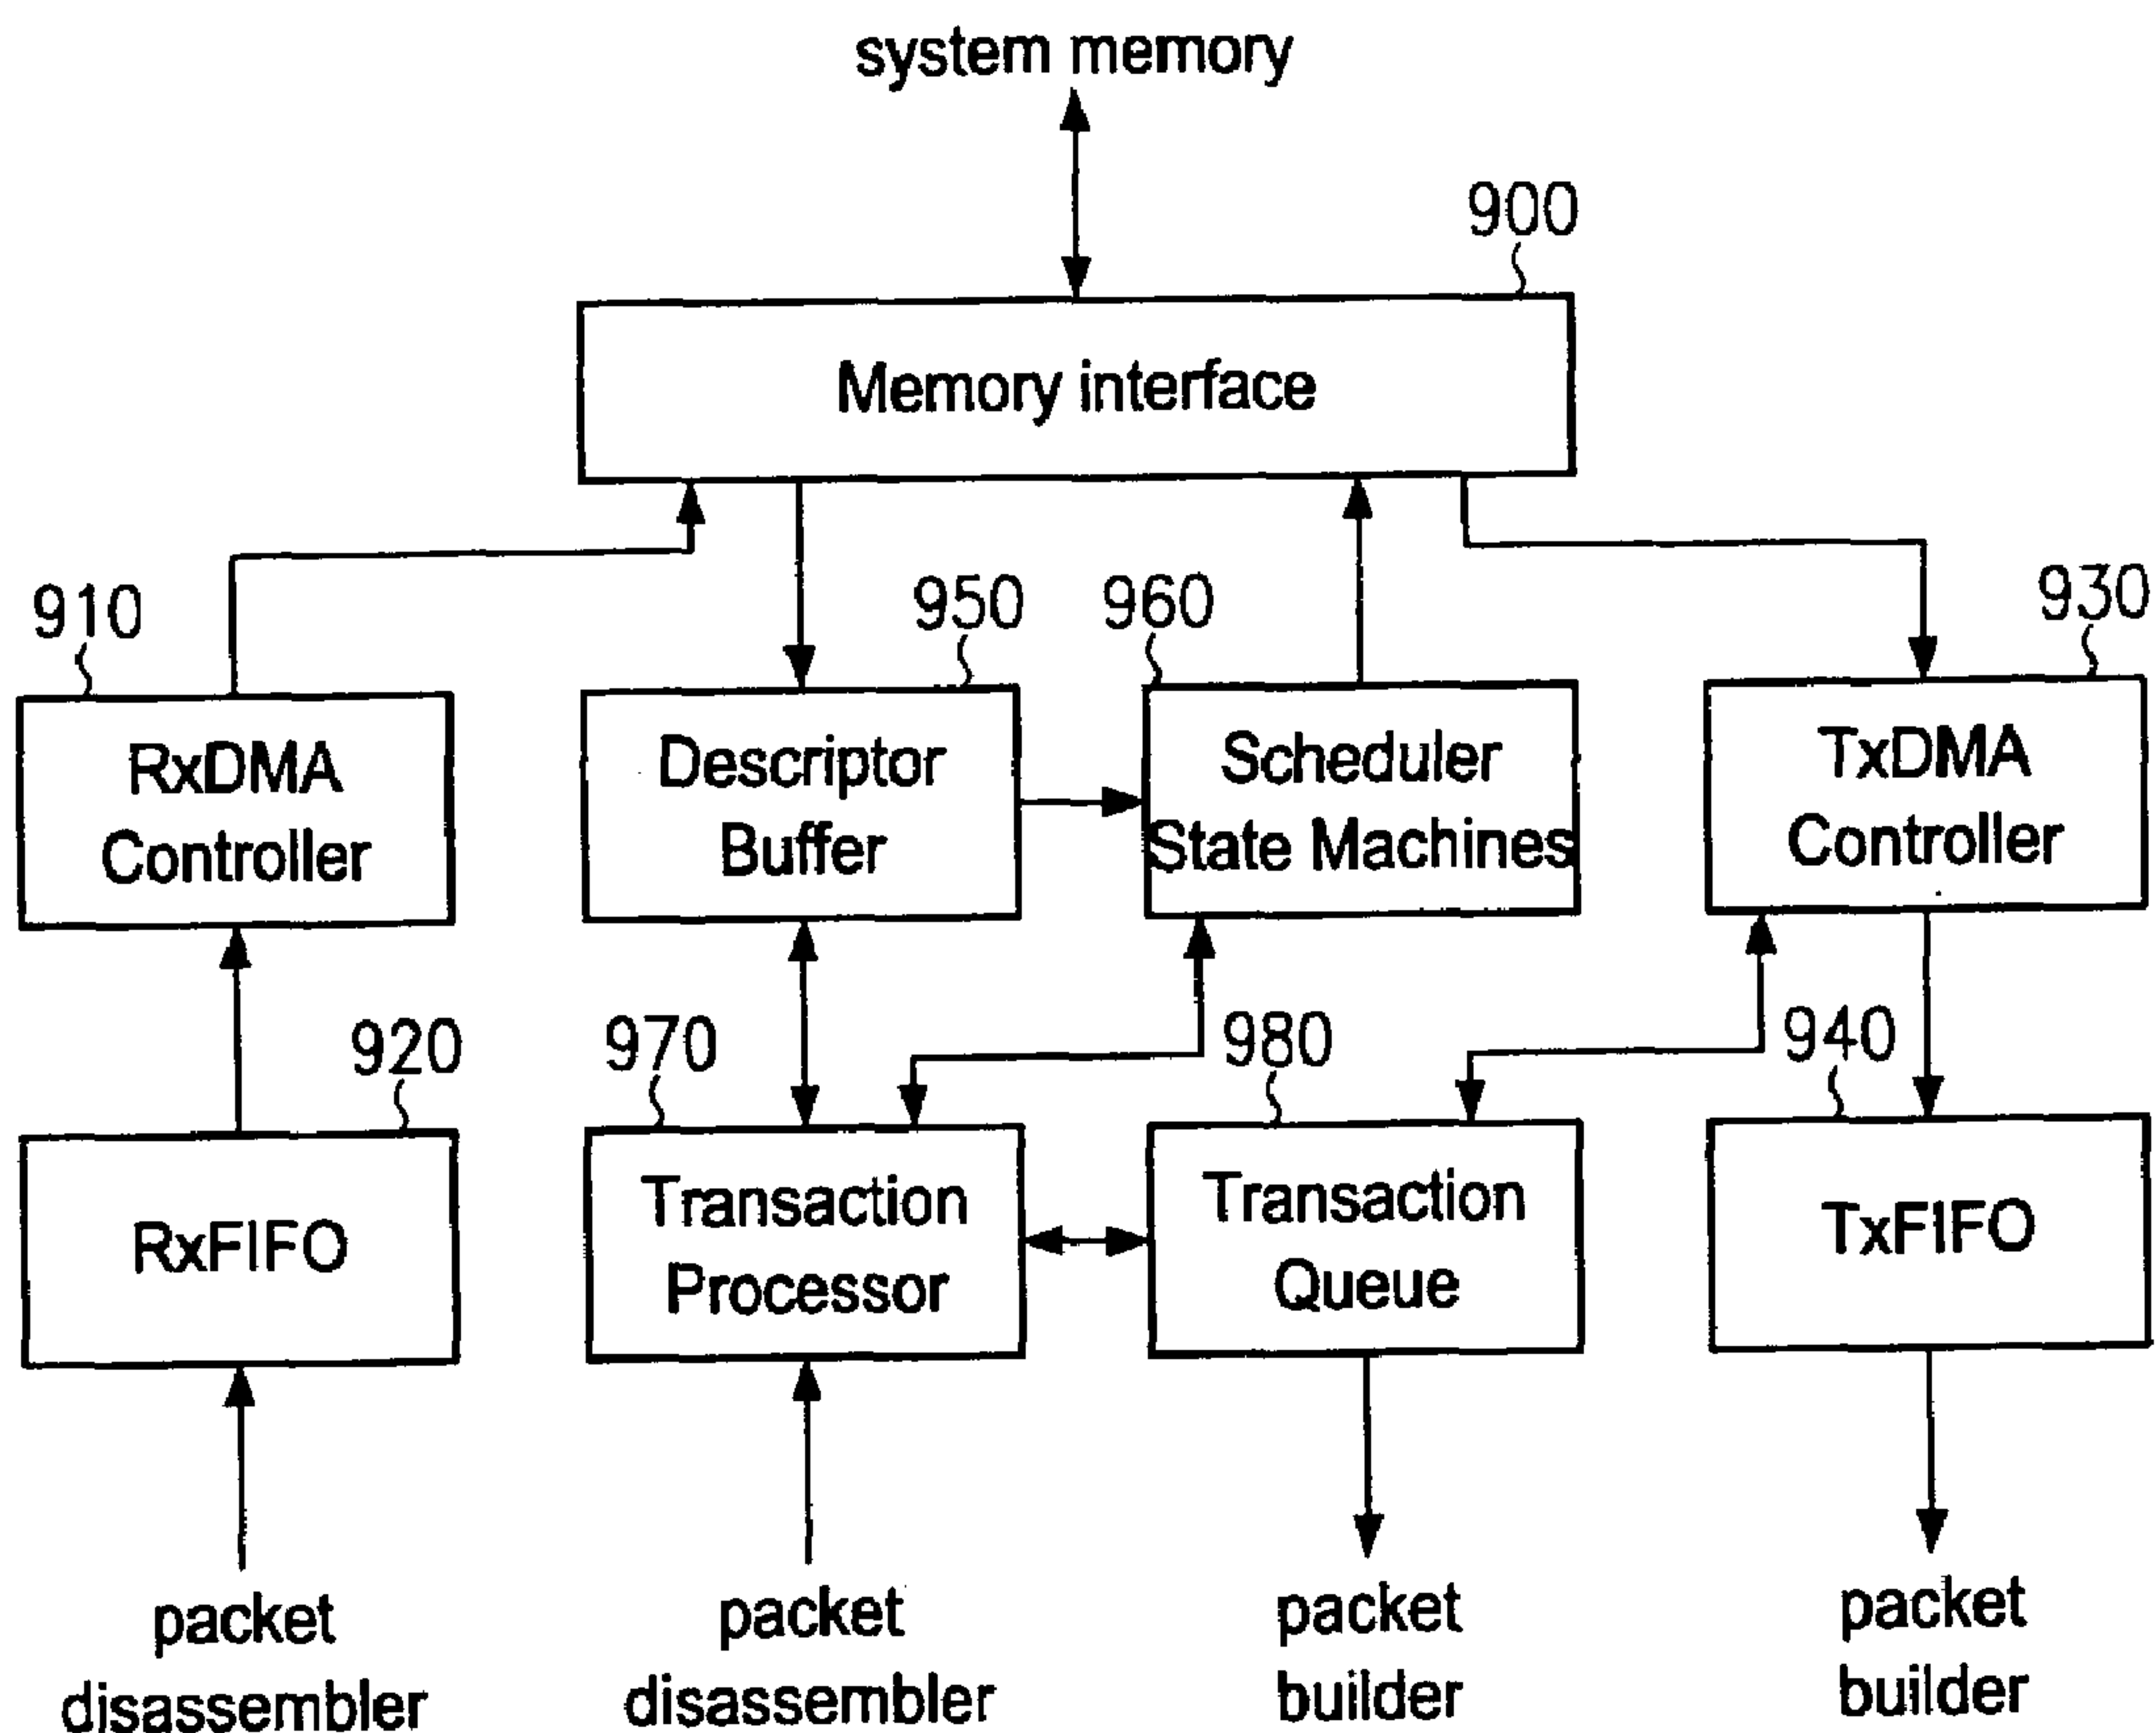 system memory
900
Memory interface
910
950
960
930
RxDMA
Controller
Descriptor
Buffer
Scheduler
State Machines
TxDMA
Controller
920
970
980
940
RxFIFO
Transaction
Processor
Transaction
Queue
TxFIFO
packet
disassembler
packet
disassembler
packet
builder
packet
builder